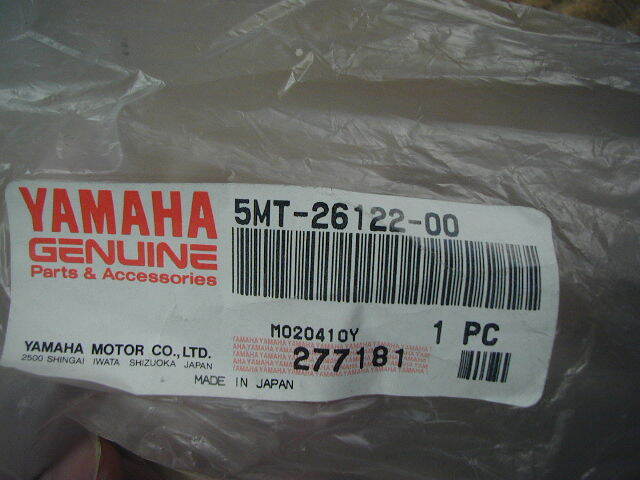 YAMAHA
GENUINE
Parts & Accessories
5MT-26122-00
M020410Y
1 PC
277181
YAMAHA MOTOR CO., LTD.
2500 SHINGAI IWATA SHIZUOKA JAPAN
MADE IN JAPAN